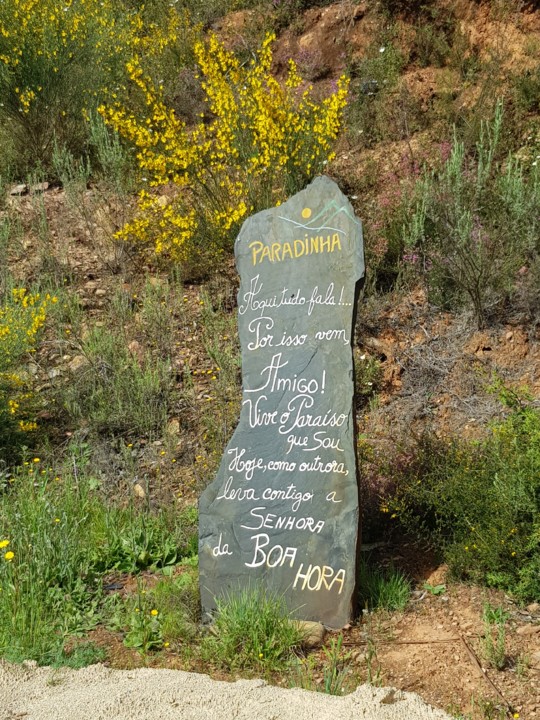 PARADINHA
Aqui tudo fala!...
Por isso vem,
AMIGO!
Vive o Paraíso
que Sou
Hoje, como outrora,
leva contigo a
SENHORA
da BOA
HORA